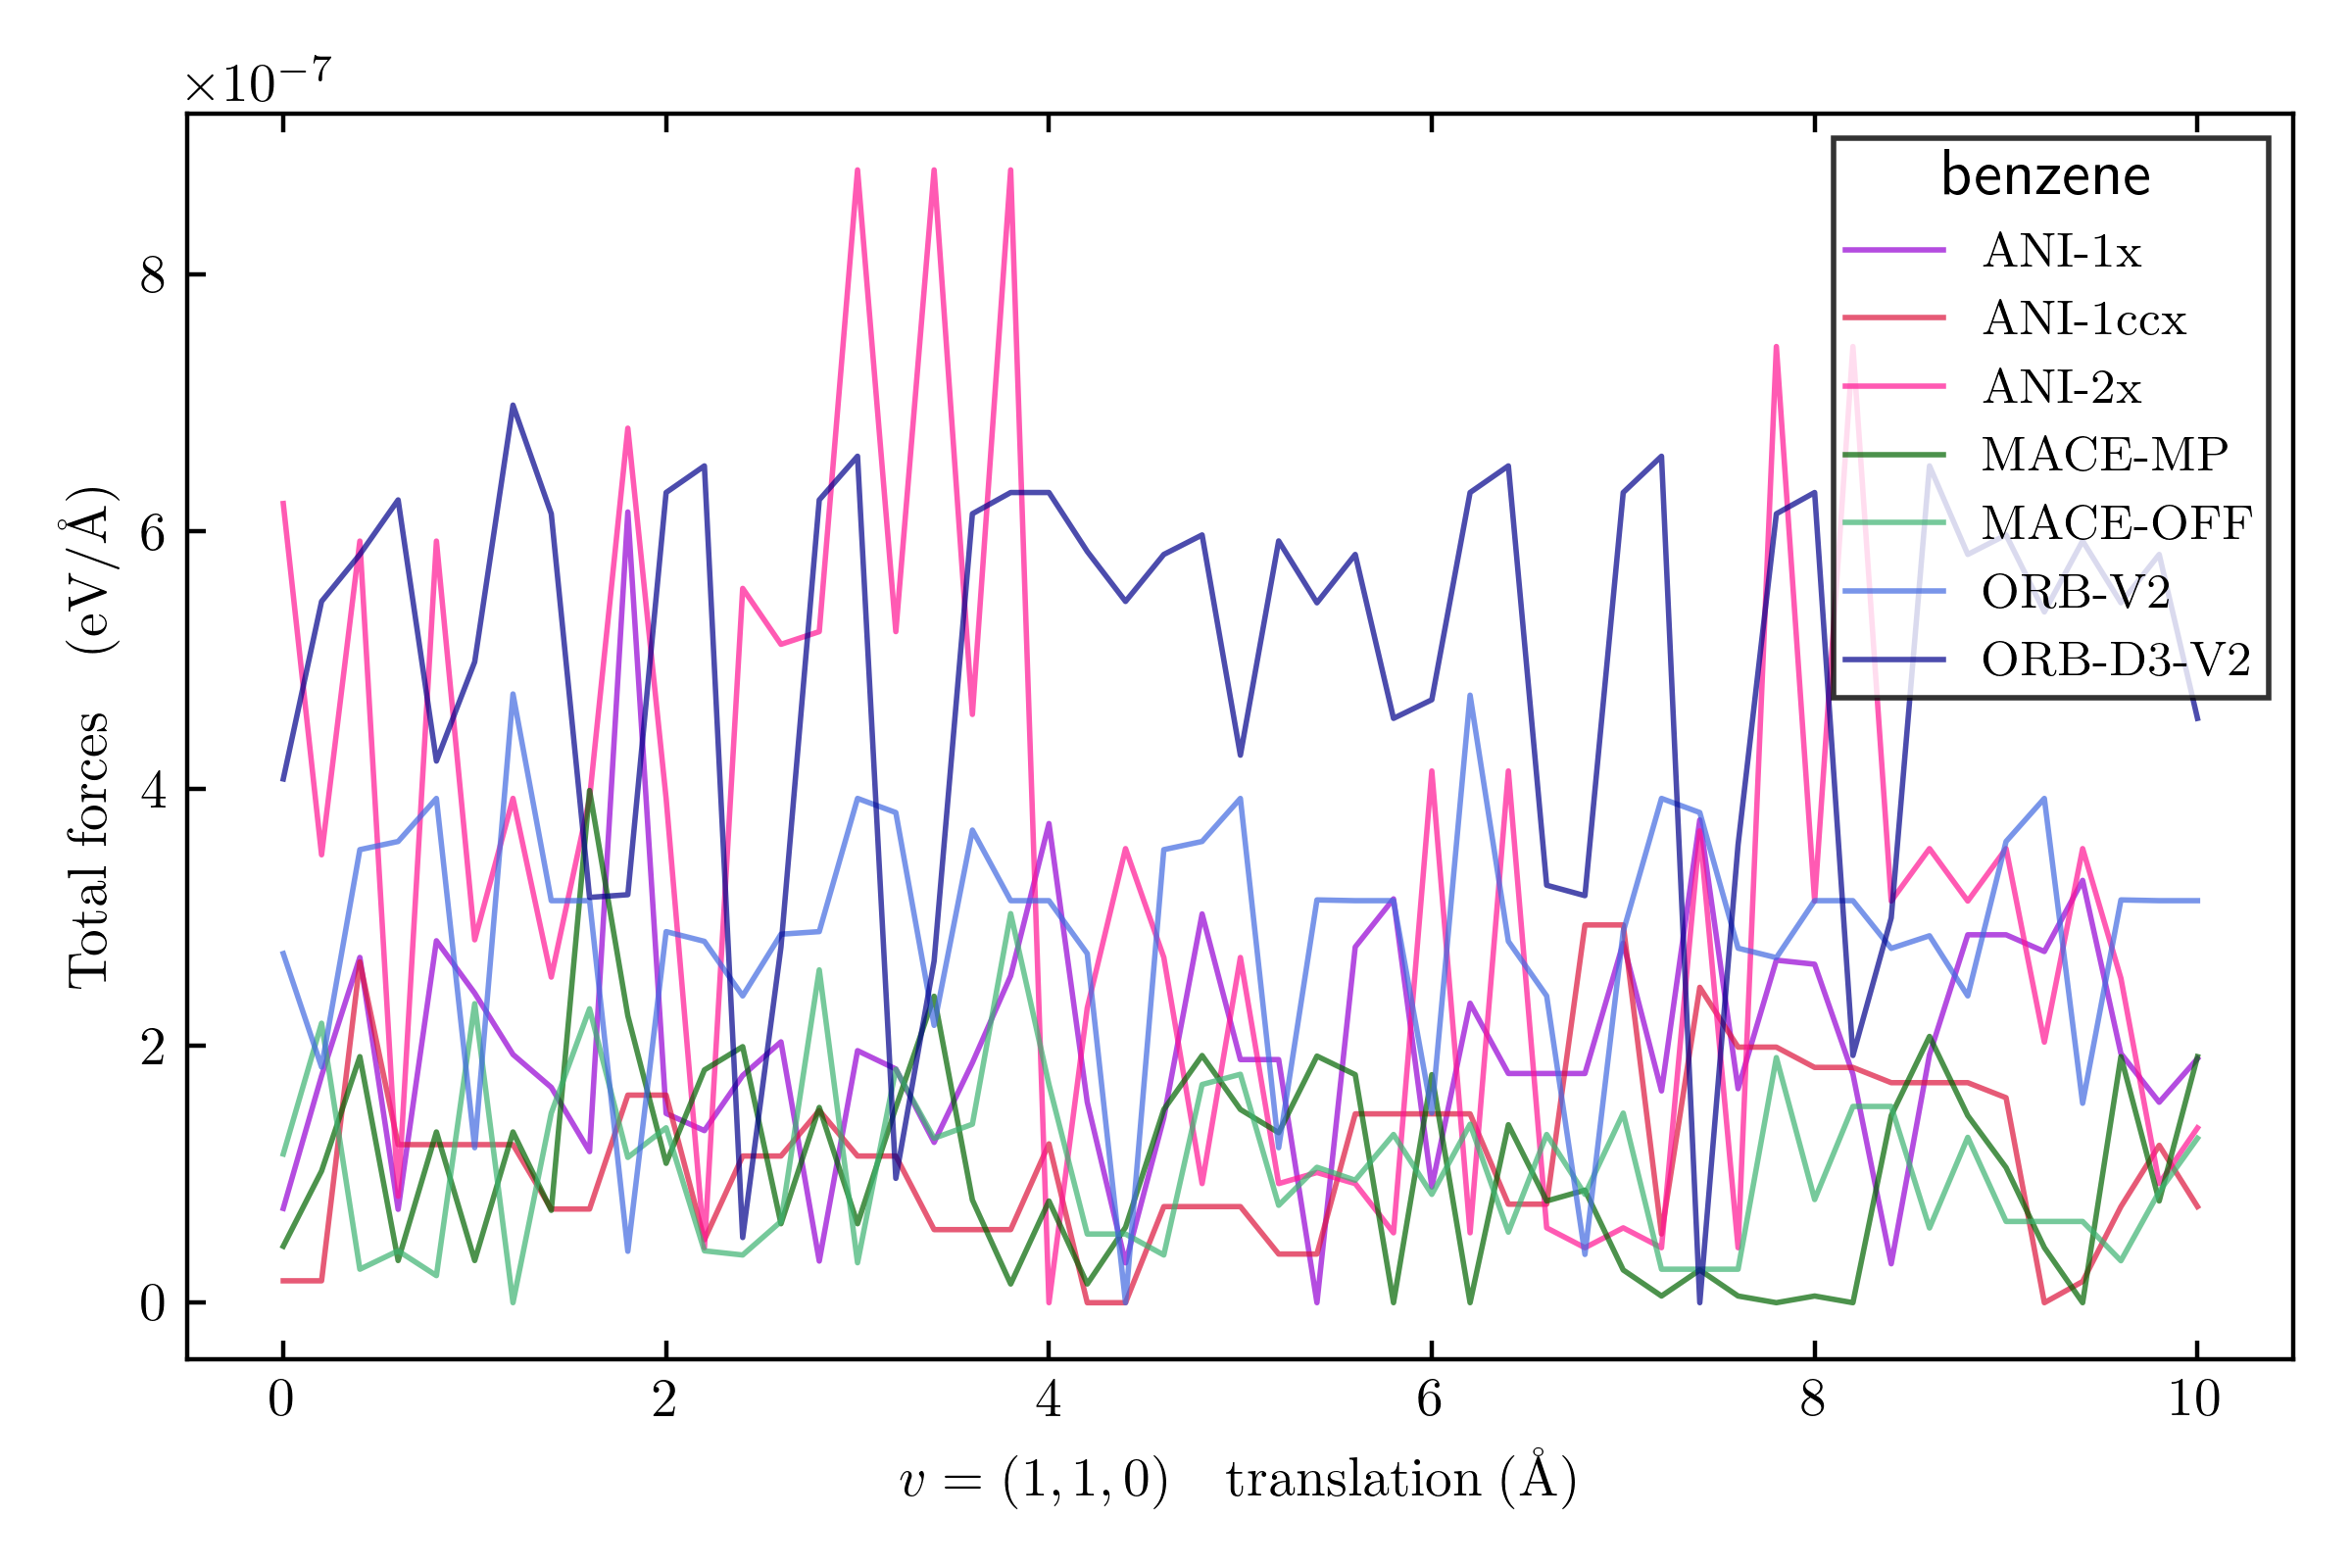 ×10⁻⁷
benzene
ANI-1x
ANI-1ccx
ANI-2x
MACE-MP
MACE-OFF
ORB-V2
ORB-D3-V2
8
6
4
2
0
Total forces (eV/Å)
0 2 4 6 8 10
v = (1, 1, 0) translation (Å)